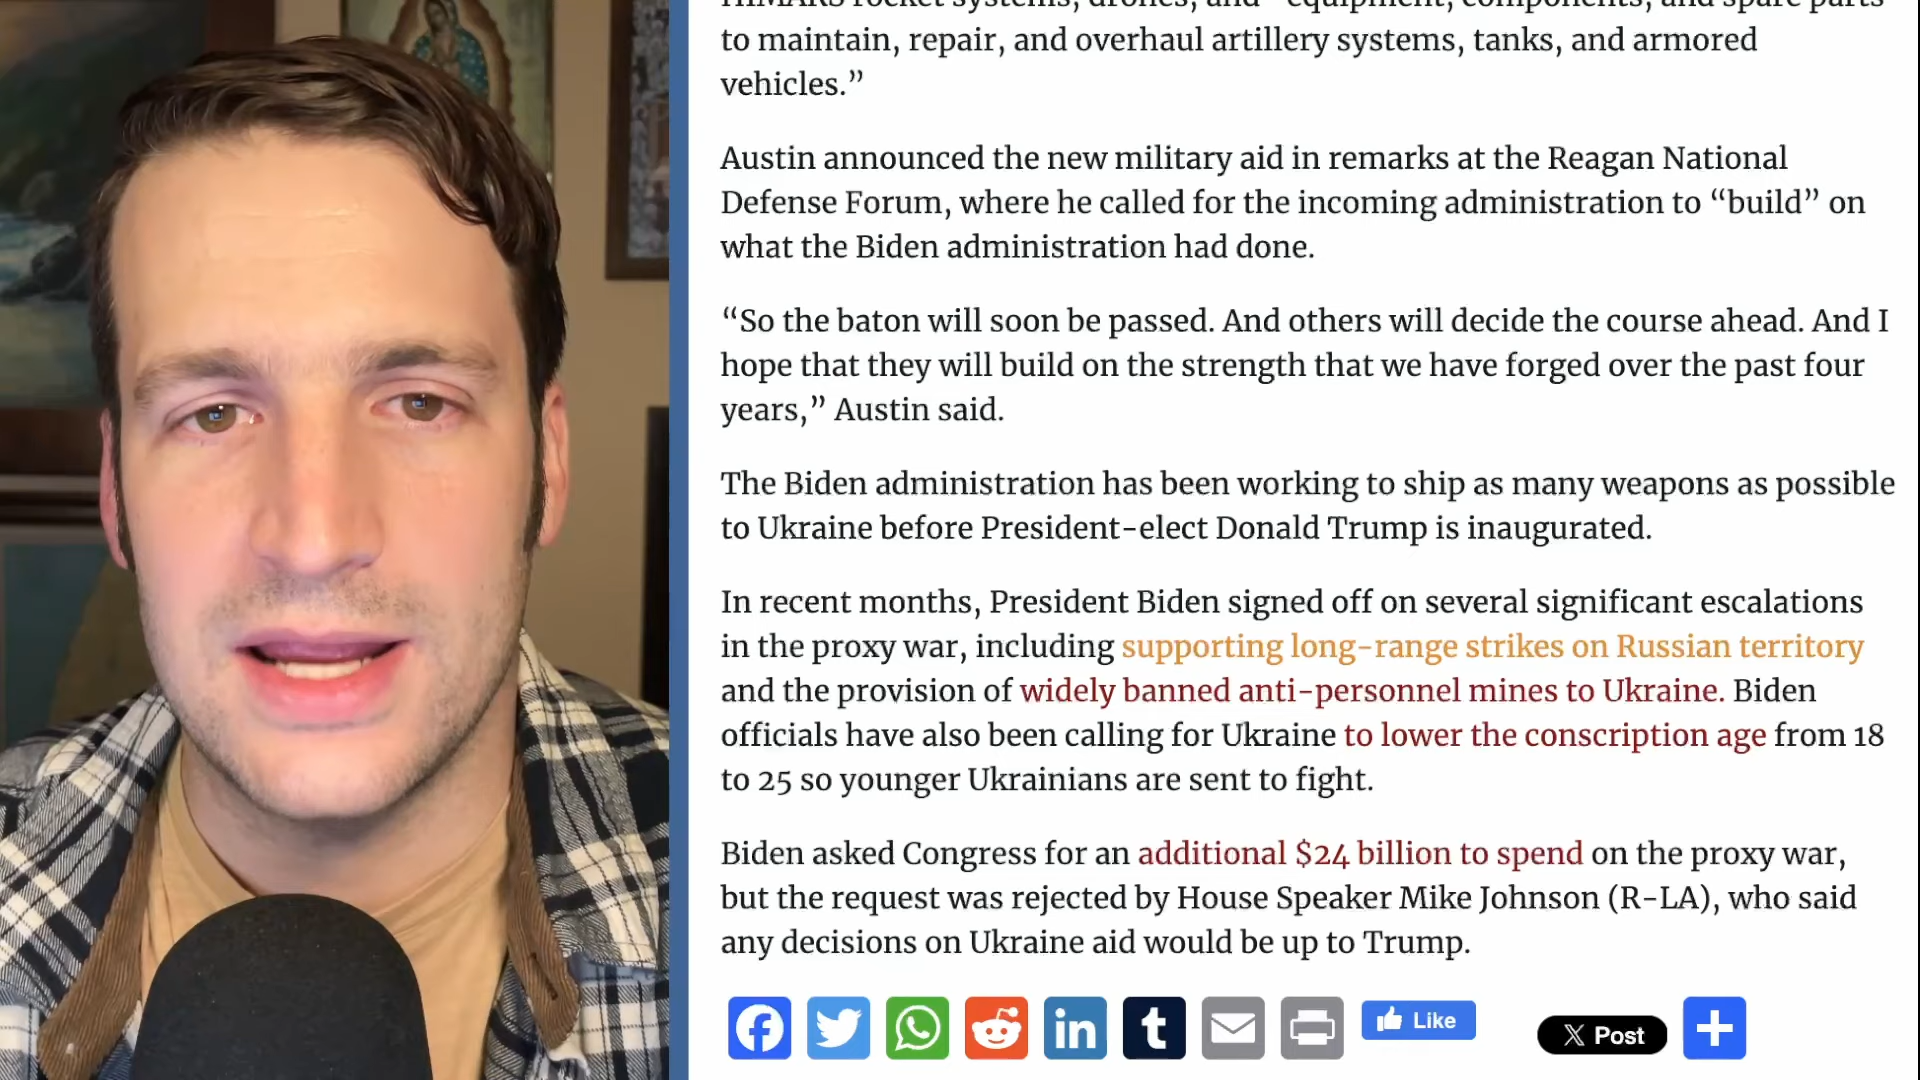 HIMARS rocket systems, drones, and “equipment, components, and spare parts
to maintain, repair, and overhaul artillery systems, tanks, and armored
vehicles.”
Austin announced the new military aid in remarks at the Reagan National
Defense Forum, where he called for the incoming administration to “build” on
what the Biden administration had done.
“So the baton will soon be passed. And others will decide the course ahead. And I
hope that they will build on the strength that we have forged over the past four
years,” Austin said.
The Biden administration has been working to ship as many weapons as possible
to Ukraine before President-elect Donald Trump is inaugurated.
In recent months, President Biden signed off on several significant escalations
in the proxy war, including supporting long-range strikes on Russian territory
and the provision of widely banned anti-personnel mines to Ukraine. Biden
officials have also been calling for Ukraine to lower the conscription age from 18
to 25 so younger Ukrainians are sent to fight.
Biden asked Congress for an additional $24 billion to spend on the proxy war,
but the request was rejected by House Speaker Mike Johnson (R-LA), who said
any decisions on Ukraine aid would be up to Trump.
Like
X Post